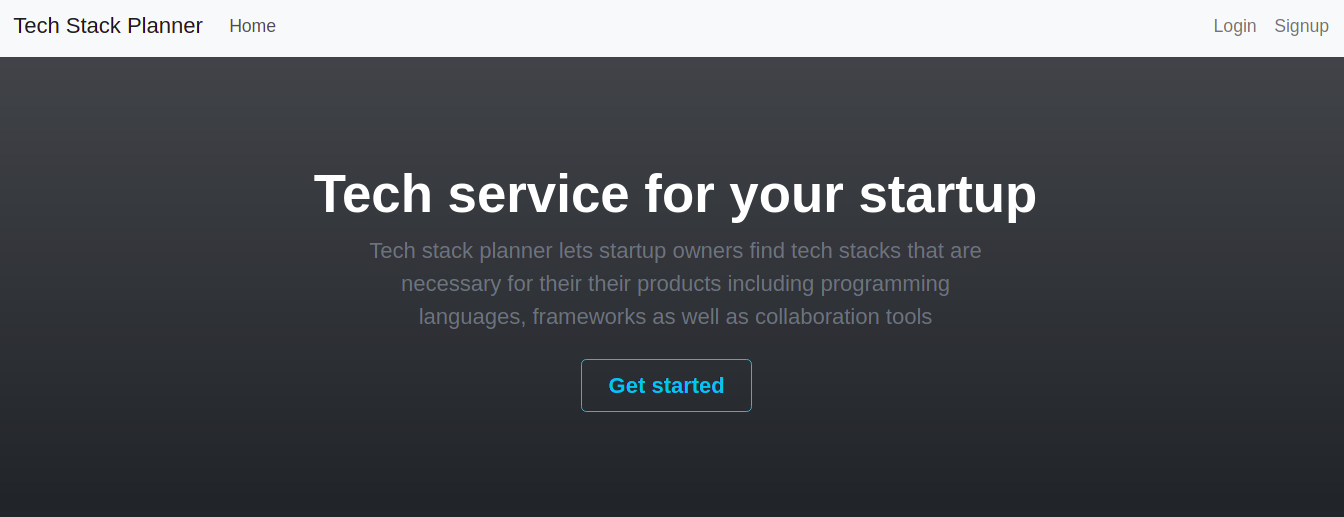 Tech Stack Planner Home Login Signup
Tech service for your startup
Tech stack planner lets startup owners find tech stacks that are
necessary for their their products including programming
languages, frameworks as well as collaboration tools
Get started